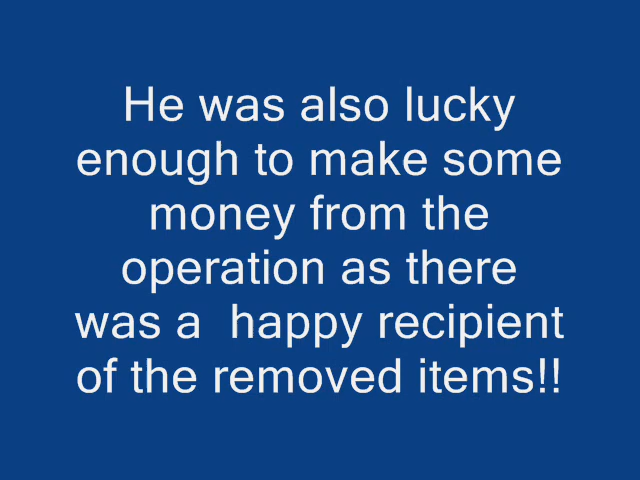 He was also lucky
enough to make some
money from the
operation as there
was a  happy recipient
of the removed items!!